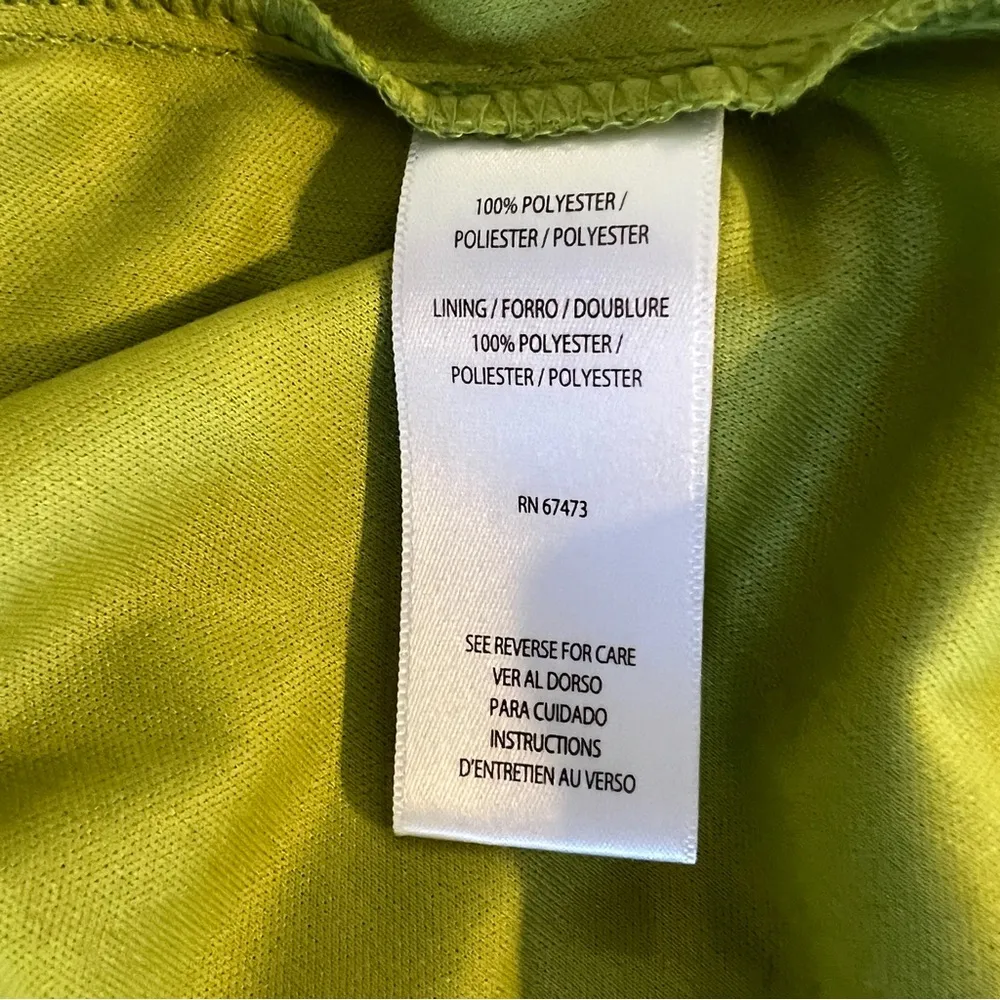 100% POLYESTER /
POLIESTER / POLYESTER
LINING / FORRO / DOUBLURE
100% POLYESTER /
POLIESTER / POLYESTER
RN 67473
SEE REVERSE FOR CARE
VER AL DORSO
PARA CUIDADO
INSTRUCTIONS
D'ENTRETIEN AU VERSO